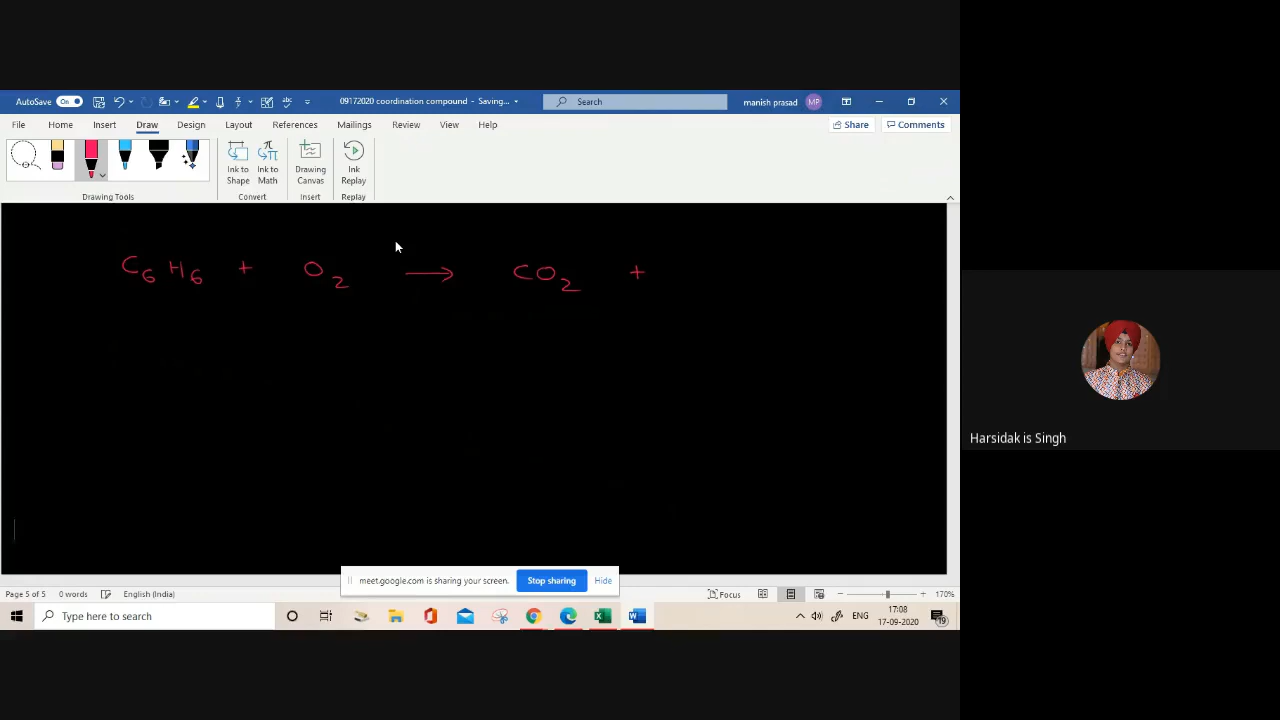 AutoSave On
09172020 coordination compound - Saving...
Search
manish prasad MP
File Home Insert Draw Design Layout References Mailings Review View Help
Share Comments
Ink to Shape
Ink to Math
Drawing Canvas
Ink Replay
Drawing Tools Convert Insert Replay
C6H6 + O2 → CO2 +
Harsidak is Singh
meet.google.com is sharing your screen. Stop sharing Hide
Page 5 of 5 0 words English (India) Focus 170%
Type here to search
ENG 17:08
17-09-2020 19